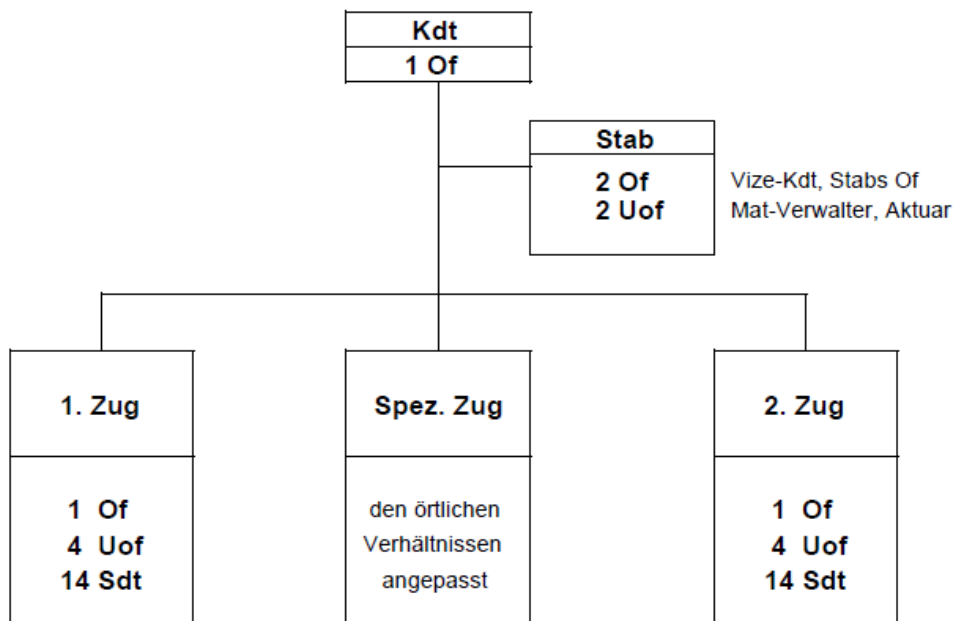 Kdt
1 Of
Stab
2 Of
2 Uof
Vize-Kdt, Stabs Of
Mat-Verwalter, Aktuar
1. Zug
1 Of
4 Uof
14 Sdt
Spez. Zug
den örtlichen
Verhältnissen
angepasst
2. Zug
1 Of
4 Uof
14 Sdt